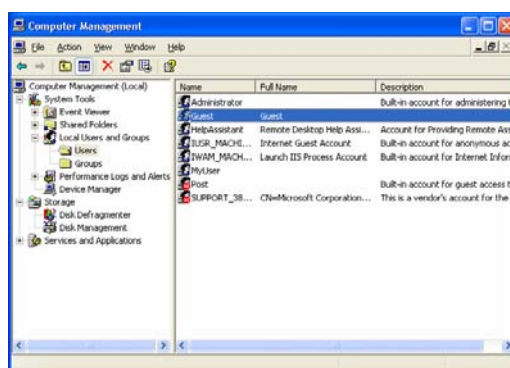 Computer Management
File Action View Window Help
Computer Management (Local)
System Tools
Event Viewer
Shared Folders
Local Users and Groups
Users
Groups
Performance Logs and Alerts
Device Manager
Storage
Disk Defragmenter
Disk Management
Services and Applications
Name Full Name Description
Administrator Built-in account for administering t
Guest Guest
HelpAssistant Remote Desktop Help Assi... Account for Providing Remote Ass
IUSR_MACHI... Internet Guest Account Built-in account for anonymous ac
IWAM_MACH... Launch IIS Process Account Built-in account for Internet Infor
MyUser
Post Built-in account for guest access t
SUPPORT_38... CN=Microsoft Corporation... This is a vendor's account for the